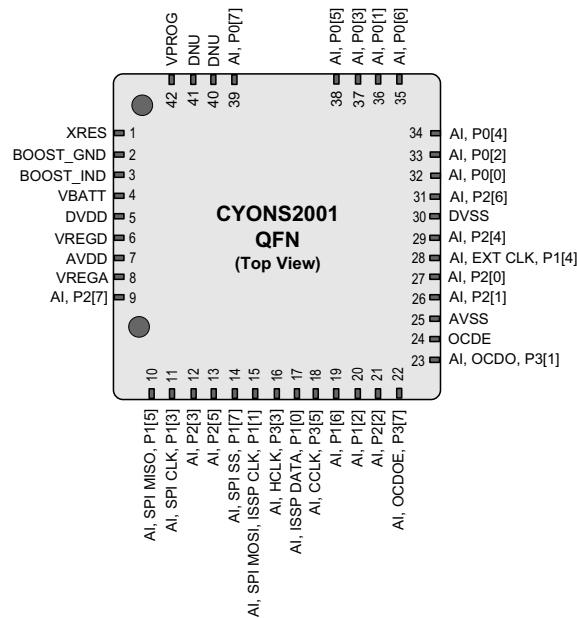 VPROG
DNU
DNU
AI, P0[7]
AI, P0[5]
AI, P0[3]
AI, P0[1]
AI, P0[6]
42
41
40
39
38
37
36
35
XRES 1
BOOST_GND 2
BOOST_IND 3
VBATT 4
DVDD 5
VREGD 6
AVDD 7
VREGA 8
AI, P2[7] 9
CYONS2001
QFN
(Top View)
34 AI, P0[4]
33 AI, P0[2]
32 AI, P0[0]
31 AI, P2[6]
30 DVSS
29 AI, P2[4]
28 AI, EXT CLK, P1[4]
27 AI, P2[0]
26 AI, P2[1]
25 AVSS
24 OCDE
23 AI, OCDO, P3[1]
10
11
12
13
14
15
16
17
18
19
20
21
22
AI, SPI MISO, P1[5]
AI, SPI CLK, P1[3]
AI, P2[3]
AI, P2[5]
AI, SPI SS, P1[7]
AI, SPI MOSI, ISSP CLK, P1[1]
AI, HCLK, P3[3]
AI, ISSP DATA, P1[0]
AI, CCLK, P3[5]
AI, P1[6]
AI, P1[2]
AI, P2[2]
AI, OCDOE, P3[7]